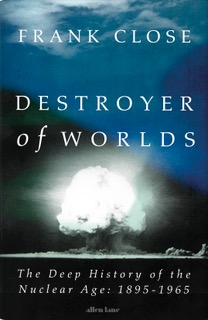 FRANK CLOSE
DESTROYER
of WORLDS
The Deep History of the
Nuclear Age: 1895-1965
allen lane